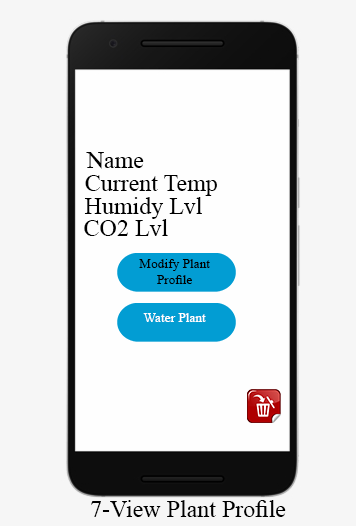 Name
Current Temp
Humidy Lvl
CO2 Lvl
Modify Plant
Profile
Water Plant
7-View Plant Profile